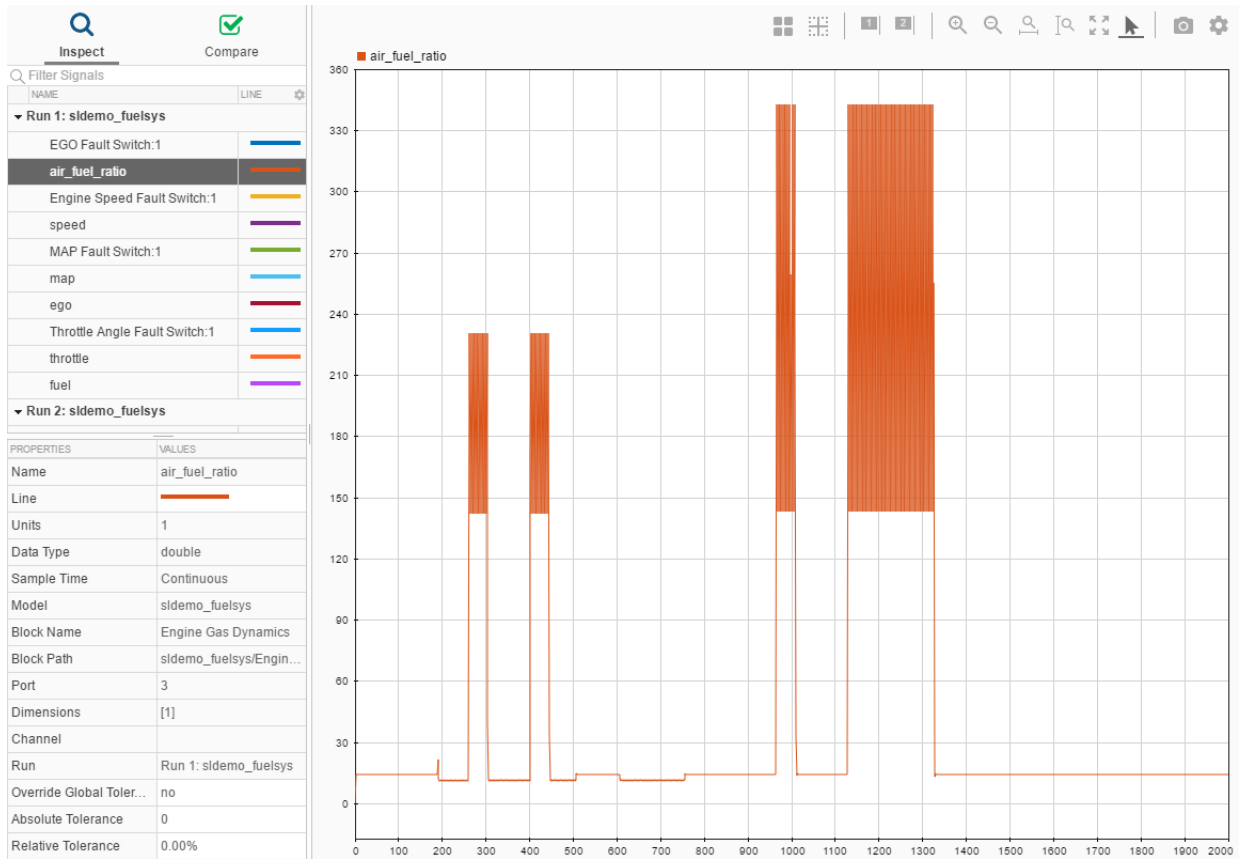 Inspect
Compare
Filter Signals
NAME LINE
Run 1: sldemo_fuelsys
EGO Fault Switch:1
air_fuel_ratio
Engine Speed Fault Switch:1
speed
MAP Fault Switch:1
map
ego
Throttle Angle Fault Switch:1
throttle
fuel
Run 2: sldemo_fuelsys
PROPERTIES VALUES
Name air_fuel_ratio
Line
Units 1
Data Type double
Sample Time Continuous
Model sldemo_fuelsys
Block Name Engine Gas Dynamics
Block Path sldemo_fuelsys/Engin...
Port 3
Dimensions [1]
Channel
Run Run 1: sldemo_fuelsys
Override Global Toler... no
Absolute Tolerance 0
Relative Tolerance 0.00%
1 2
air_fuel_ratio
360
330
300
270
240
210
180
150
120
90
60
30
0
0 100 200 300 400 500 600 700 800 900 1000 1100 1200 1300 1400 1500 1600 1700 1800 1900 2000